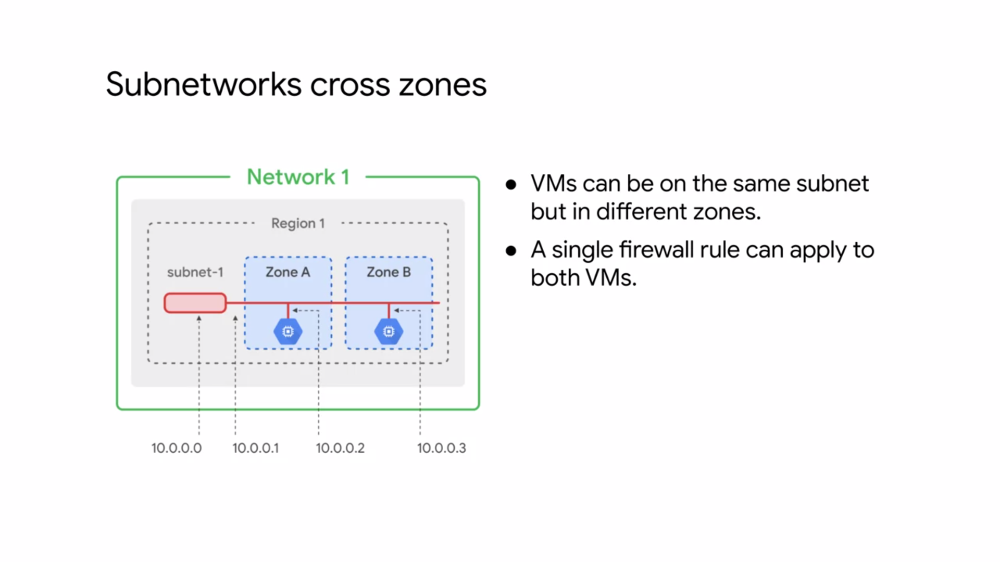 Subnetworks cross zones
Network 1
Region 1
subnet-1
Zone A
Zone B
10.0.0.0
10.0.0.1
10.0.0.2
10.0.0.3
● VMs can be on the same subnet
but in different zones.
● A single firewall rule can apply to
both VMs.